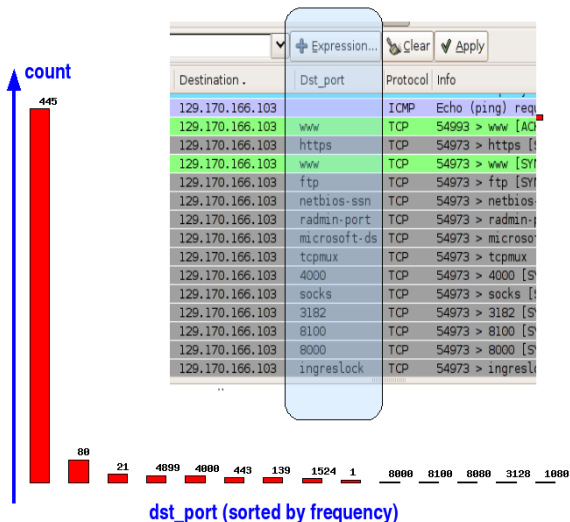 Expression... Clear Apply
Destination . Dst_port Protocol Info
129.170.166.103 ICMP Echo (ping) requ
129.170.166.103 www TCP 54993 > www [ACK
129.170.166.103 https TCP 54973 > https [S
129.170.166.103 www TCP 54973 > www [SYN
129.170.166.103 ftp TCP 54973 > ftp [SYN
129.170.166.103 netbios-ssn TCP 54973 > netbios-
129.170.166.103 radmin-port TCP 54973 > radmin-p
129.170.166.103 microsoft-ds TCP 54973 > microsof
129.170.166.103 tcpmux TCP 54973 > tcpmux
129.170.166.103 4000 TCP 54973 > 4000 [SY
129.170.166.103 socks TCP 54973 > socks [S
129.170.166.103 3182 TCP 54973 > 3182 [S
129.170.166.103 8100 TCP 54973 > 8100 [S
129.170.166.103 8000 TCP 54973 > 8000 [S
129.170.166.103 ingreslock TCP 54973 > ingreslo
count
445
80 21 4899 4000 443 139 1524 1 8000 8100 8080 3128 1080
dst_port (sorted by frequency)